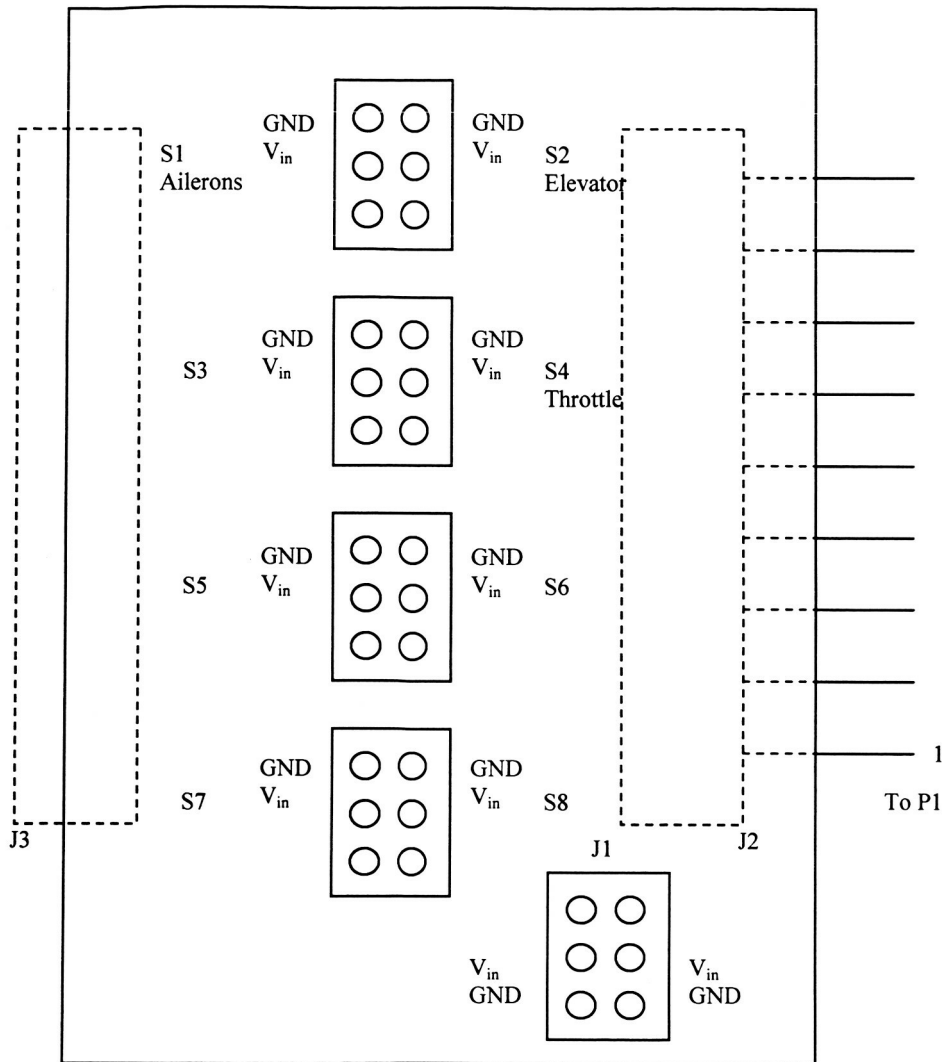 GND
V_in
GND
V_in
S1
Ailerons
S2
Elevator
GND
V_in
GND
V_in
S3
S4
Throttle
GND
V_in
GND
V_in
S5
S6
GND
V_in
GND
V_in
S7
S8
1
To P1
J3
J1
J2
V_in
GND
V_in
GND